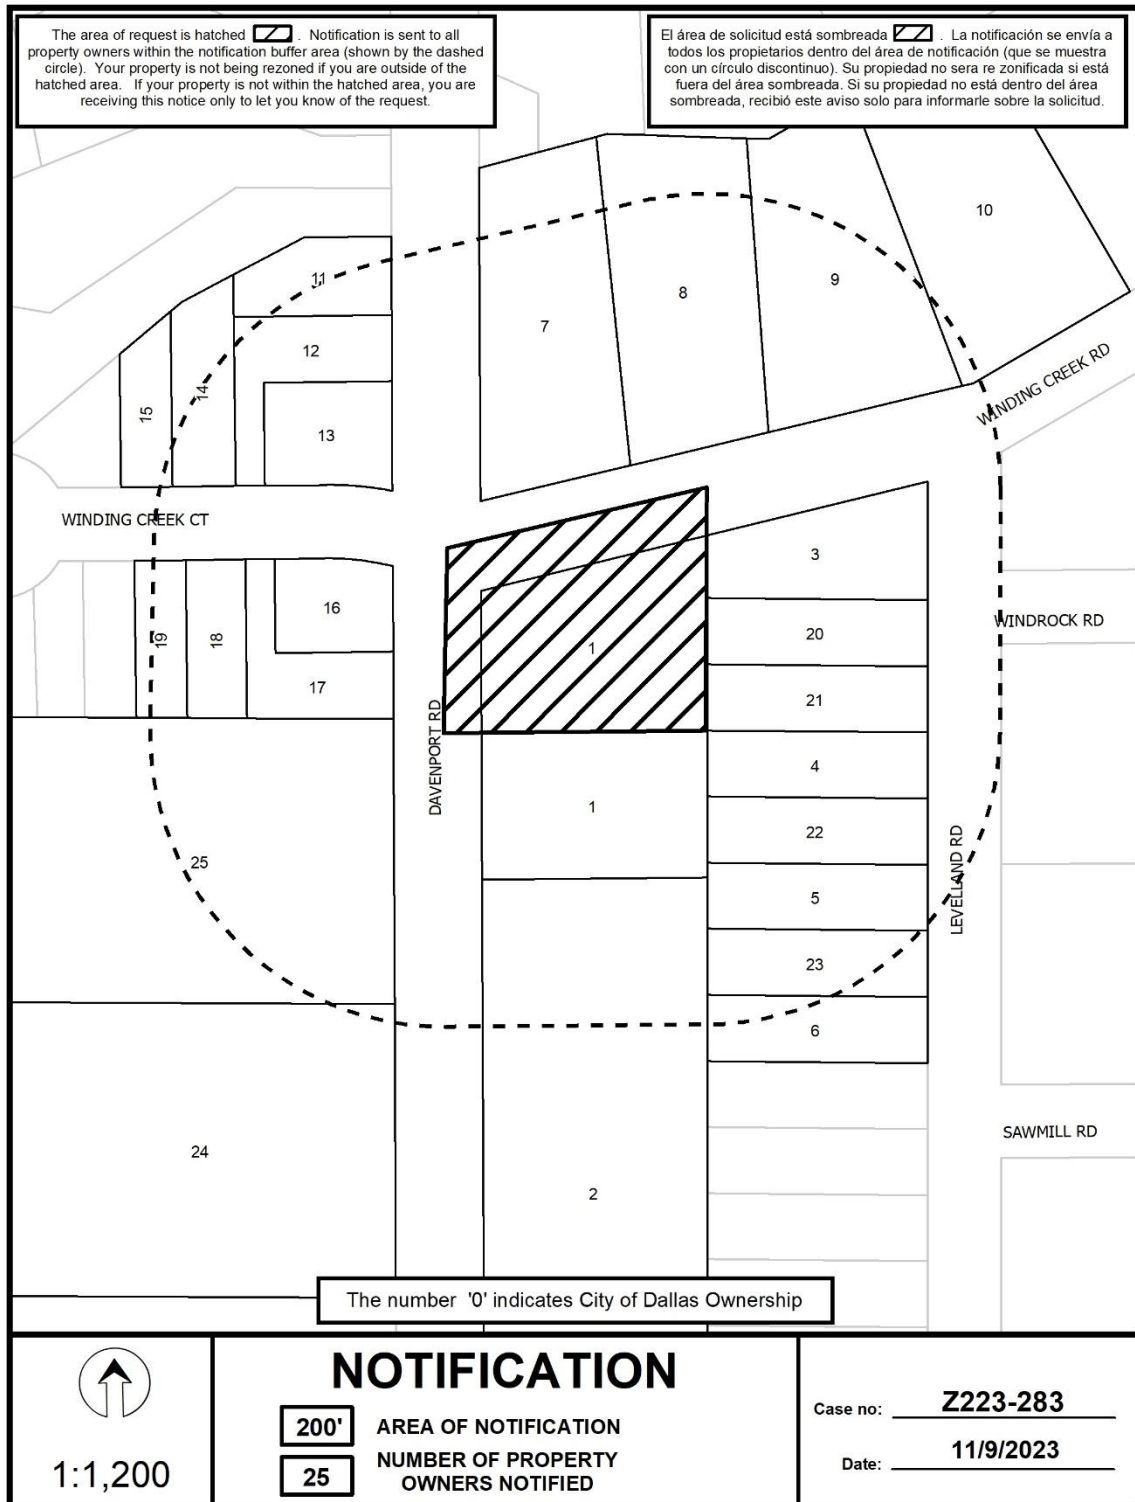 The area of request is hatched . Notification is sent to all
property owners within the notification buffer area (shown by the dashed
circle). Your property is not being rezoned if you are outside of the
hatched area. If your property is not within the hatched area, you are
receiving this notice only to let you know of the request.
El área de solicitud está sombreada . La notificación se envía a
todos los propietarios dentro del área de notificación (que se muestra
con un círculo discontinuo). Su propiedad no sera re zonificada si está
fuera del área sombreada. Si su propiedad no está dentro del área
sombreada, recibió este aviso solo para informarle sobre la solicitud.
10
11
8
9
7
12
14
15
13
WINDING CREEK RD
WINDING CREEK CT
3
16
20
WINDROCK RD
19
18
1
17
21
DAVENPORT RD
4
1
22
25
LEVELLAND RD
5
23
6
SAWMILL RD
24
2
The number '0' indicates City of Dallas Ownership
1:1,200
NOTIFICATION
200' AREA OF NOTIFICATION
25 NUMBER OF PROPERTY
OWNERS NOTIFIED
Case no: Z223-283
Date: 11/9/2023